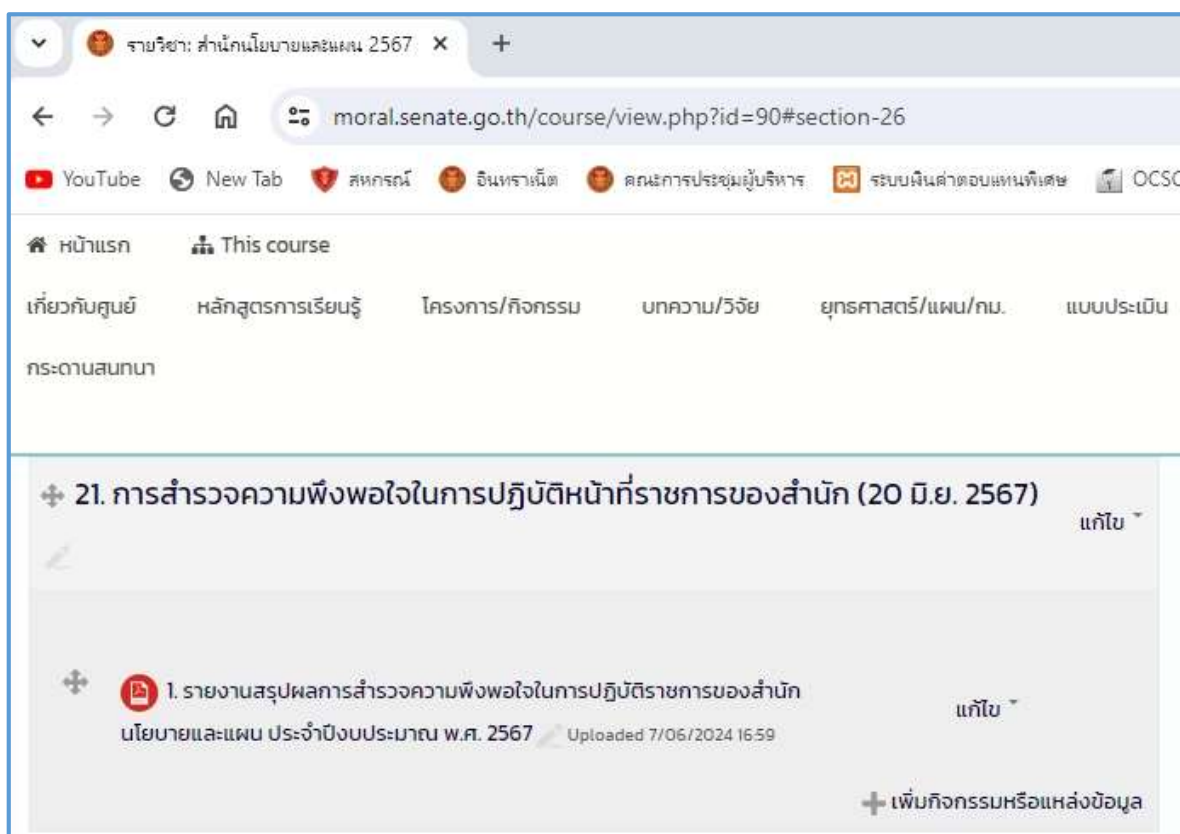 รายวิชา: สำนักนโยบายและแผน 2567
moral.senate.go.th/course/view.php?id=90#section-26
YouTube New Tab สหกรณ์ อินทราเน็ต คณะการประชุมผู้บริหาร ระบบเงินค่าตอบแทนพิเศษ OCSC
หน้าแรก This course
เกี่ยวกับศูนย์ หลักสูตรการเรียนรู้ โครงการ/กิจกรรม บทความ/วิจัย ยุทธศาสตร์/แผน/กม. แบบประเมิน
กระดานสนทนา
21. การสำรวจความพึงพอใจในการปฏิบัติหน้าที่ราชการของสำนัก (20 มิ.ย. 2567)
แก้ไข
1. รายงานสรุปผลการสำรวจความพึงพอใจในการปฏิบัติราชการของสำนัก
แก้ไข
นโยบายและแผน ประจำปีงบประมาณ พ.ศ. 2567 Uploaded 7/06/2024 16:59
เพิ่มกิจกรรมหรือแหล่งข้อมูล